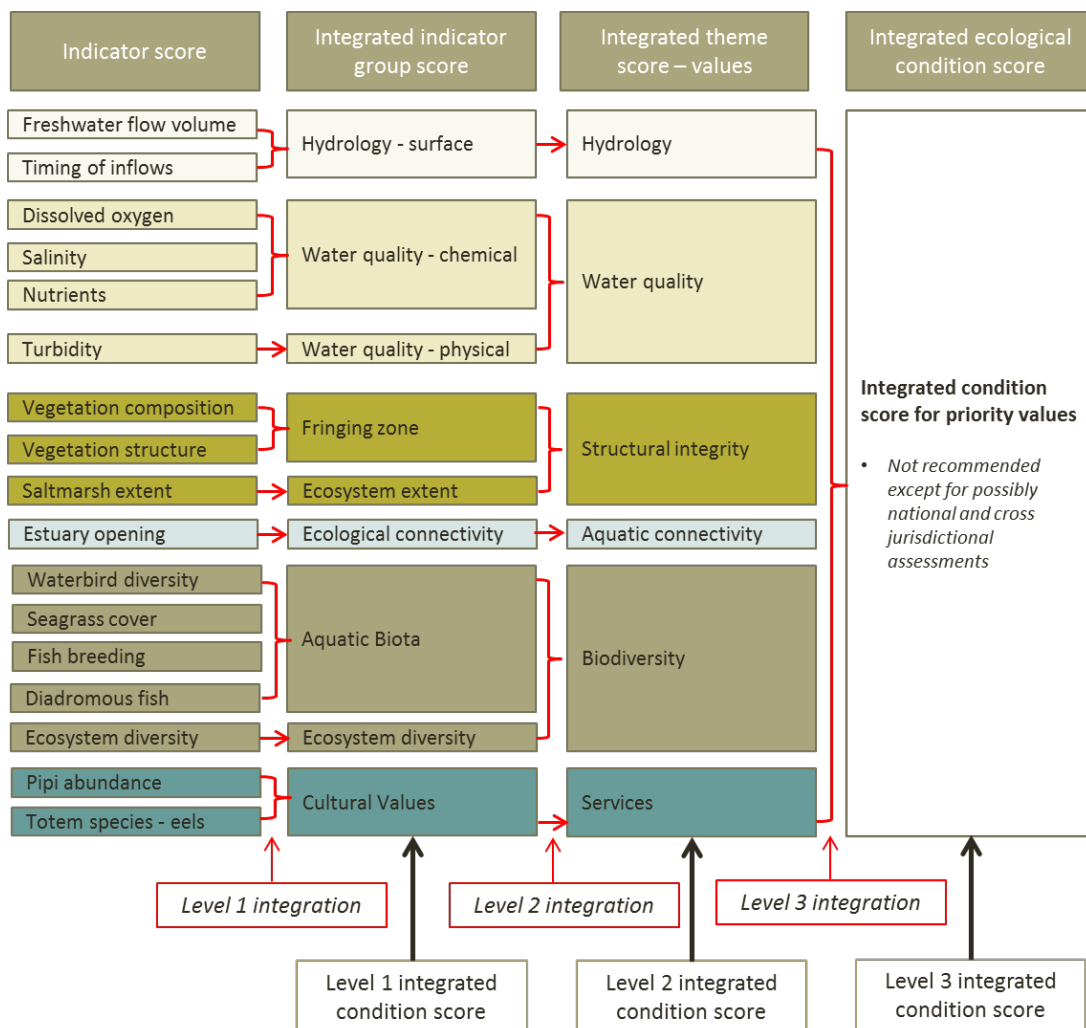 Indicator score
Integrated indicator
group score
Integrated theme
score – values
Integrated ecological
condition score
Freshwater flow volume
Timing of inflows
Hydrology - surface
Hydrology
Dissolved oxygen
Salinity
Nutrients
Turbidity
Water quality - chemical
Water quality - physical
Water quality
Vegetation composition
Vegetation structure
Saltmarsh extent
Fringing zone
Ecosystem extent
Structural integrity
Estuary opening
Ecological connectivity
Aquatic connectivity
Waterbird diversity
Seagrass cover
Fish breeding
Diadromous fish
Ecosystem diversity
Aquatic Biota
Ecosystem diversity
Biodiversity
Pipi abundance
Totem species - eels
Cultural Values
Services
Integrated condition
score for priority values
• Not recommended
except for possibly
national and cross
jurisdictional
assessments
Level 1 integration
Level 2 integration
Level 3 integration
Level 1 integrated
condition score
Level 2 integrated
condition score
Level 3 integrated
condition score